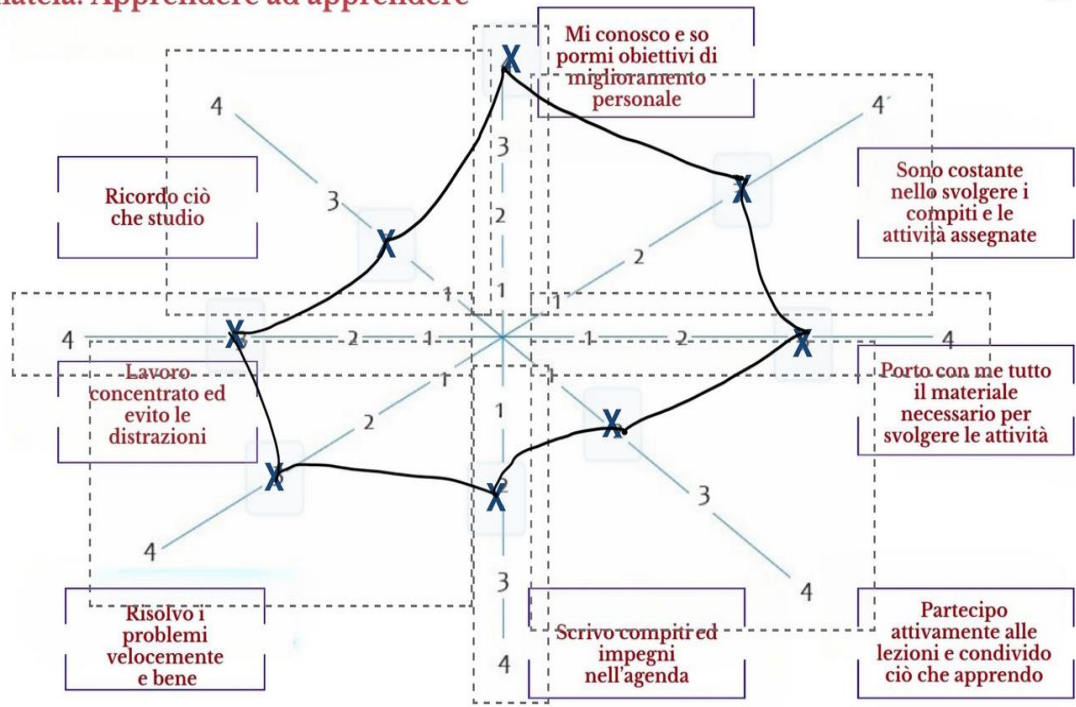 Apprendere ad apprendere
Mi conosco e so
pormi obiettivi di
miglioramento
personale
X
4
4
3
Sono costante
nello svolgere i
compiti e le
attività assegnate
Ricordo ciò
che studio
3
X
2
X
2
1
1
1
4
X
2
1
1
2
X
4
Lavoro
concentrato ed
evito le
distrazioni
Porto con me tutto
il materiale
necessario per
svolgere le attività
1
1
1
2
X
X
X
3
4
3
4
4
Risolvo i
problemi
velocemente
e bene
Scrivo compiti ed
impegni
nell'agenda
Partecipo
attivamente alle
lezioni e condivido
ciò che apprendo